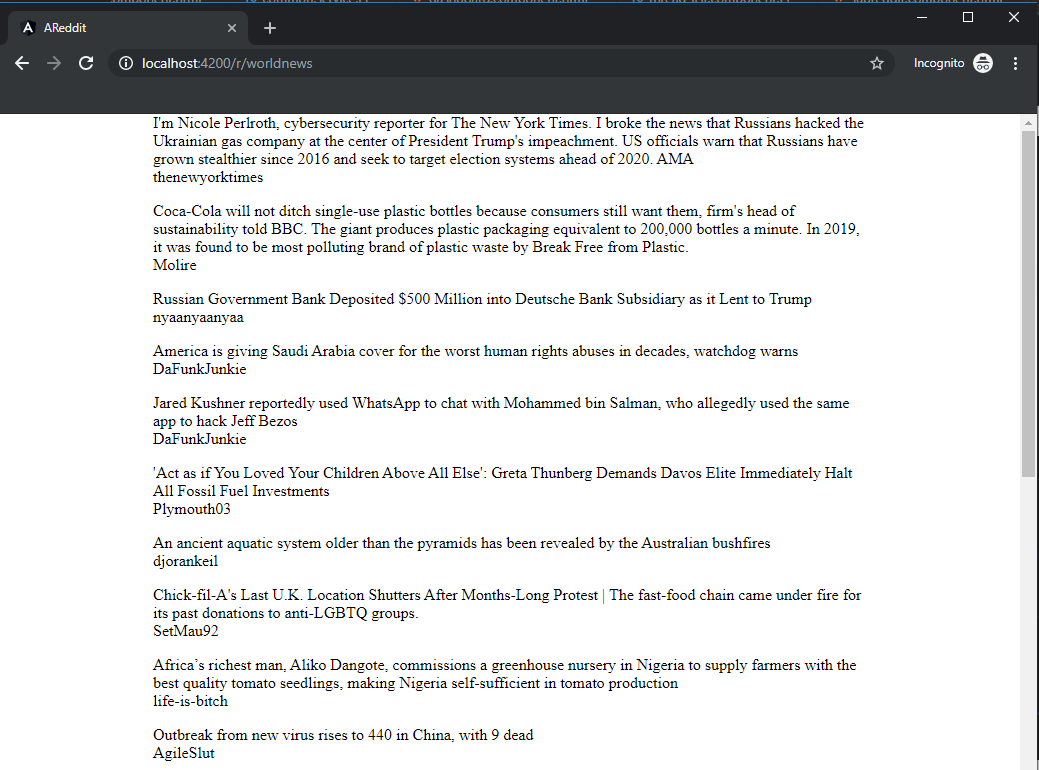 AReddit
localhost:4200/r/worldnews
Incognito
I'm Nicole Perlroth, cybersecurity reporter for The New York Times. I broke the news that Russians hacked the
Ukrainian gas company at the center of President Trump's impeachment. US officials warn that Russians have
grown stealthier since 2016 and seek to target election systems ahead of 2020. AMA
thenewyorktimes
Coca-Cola will not ditch single-use plastic bottles because consumers still want them, firm's head of
sustainability told BBC. The giant produces plastic packaging equivalent to 200,000 bottles a minute. In 2019,
it was found to be most polluting brand of plastic waste by Break Free from Plastic.
Molire
Russian Government Bank Deposited $500 Million into Deutsche Bank Subsidiary as it Lent to Trump
nyaanyaanyaa
America is giving Saudi Arabia cover for the worst human rights abuses in decades, watchdog warns
DaFunkJunkie
Jared Kushner reportedly used WhatsApp to chat with Mohammed bin Salman, who allegedly used the same
app to hack Jeff Bezos
DaFunkJunkie
'Act as if You Loved Your Children Above All Else': Greta Thunberg Demands Davos Elite Immediately Halt
All Fossil Fuel Investments
Plymouth03
An ancient aquatic system older than the pyramids has been revealed by the Australian bushfires
djorankeil
Chick-fil-A's Last U.K. Location Shutters After Months-Long Protest | The fast-food chain came under fire for
its past donations to anti-LGBTQ groups.
SetMau92
Africa’s richest man, Aliko Dangote, commissions a greenhouse nursery in Nigeria to supply farmers with the
best quality tomato seedlings, making Nigeria self-sufficient in tomato production
life-is-bitch
Outbreak from new virus rises to 440 in China, with 9 dead
AgileSlut